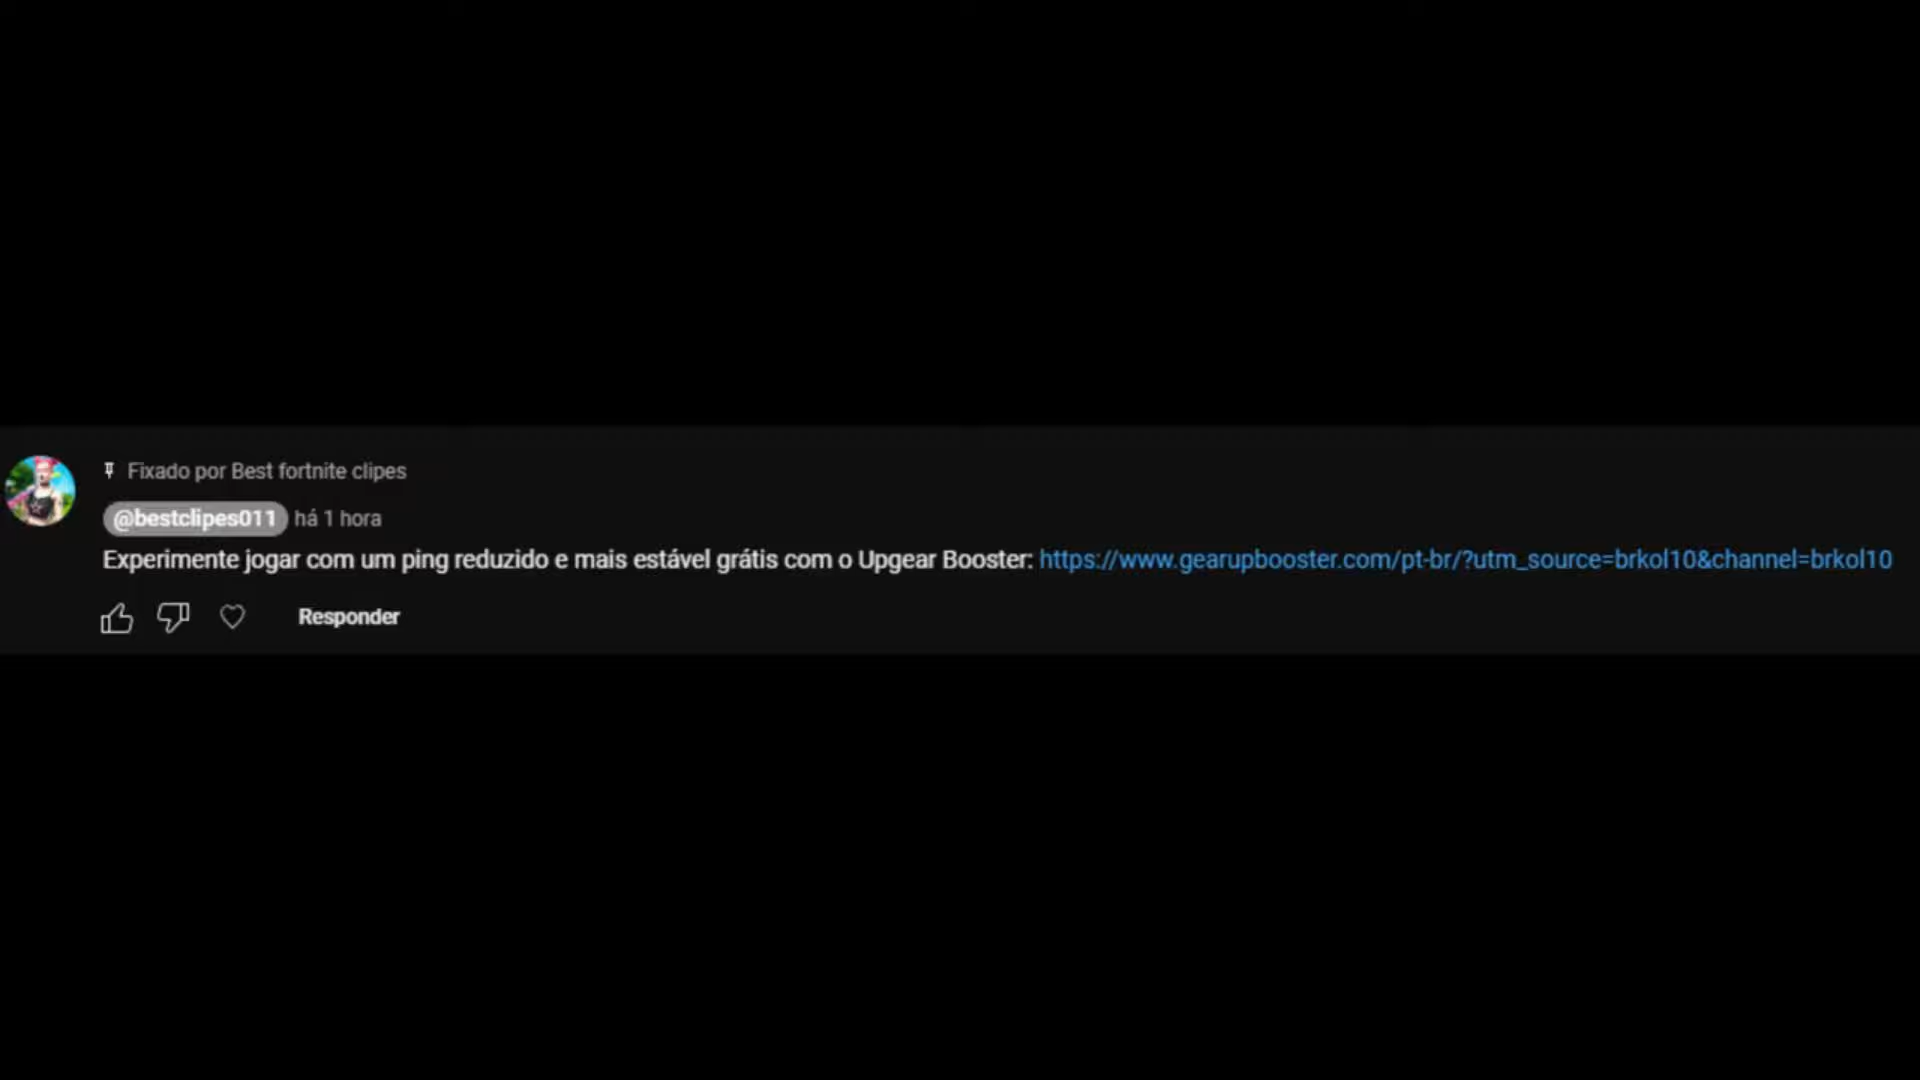 Fixado por Best fortnite clipes
@bestclipes011 há 1 hora
Experimente jogar com um ping reduzido e mais estável grátis com o Upgear Booster: https://www.gearupbooster.com/pt-br/?utm_source=brkol10&channel=brkol10
Responder